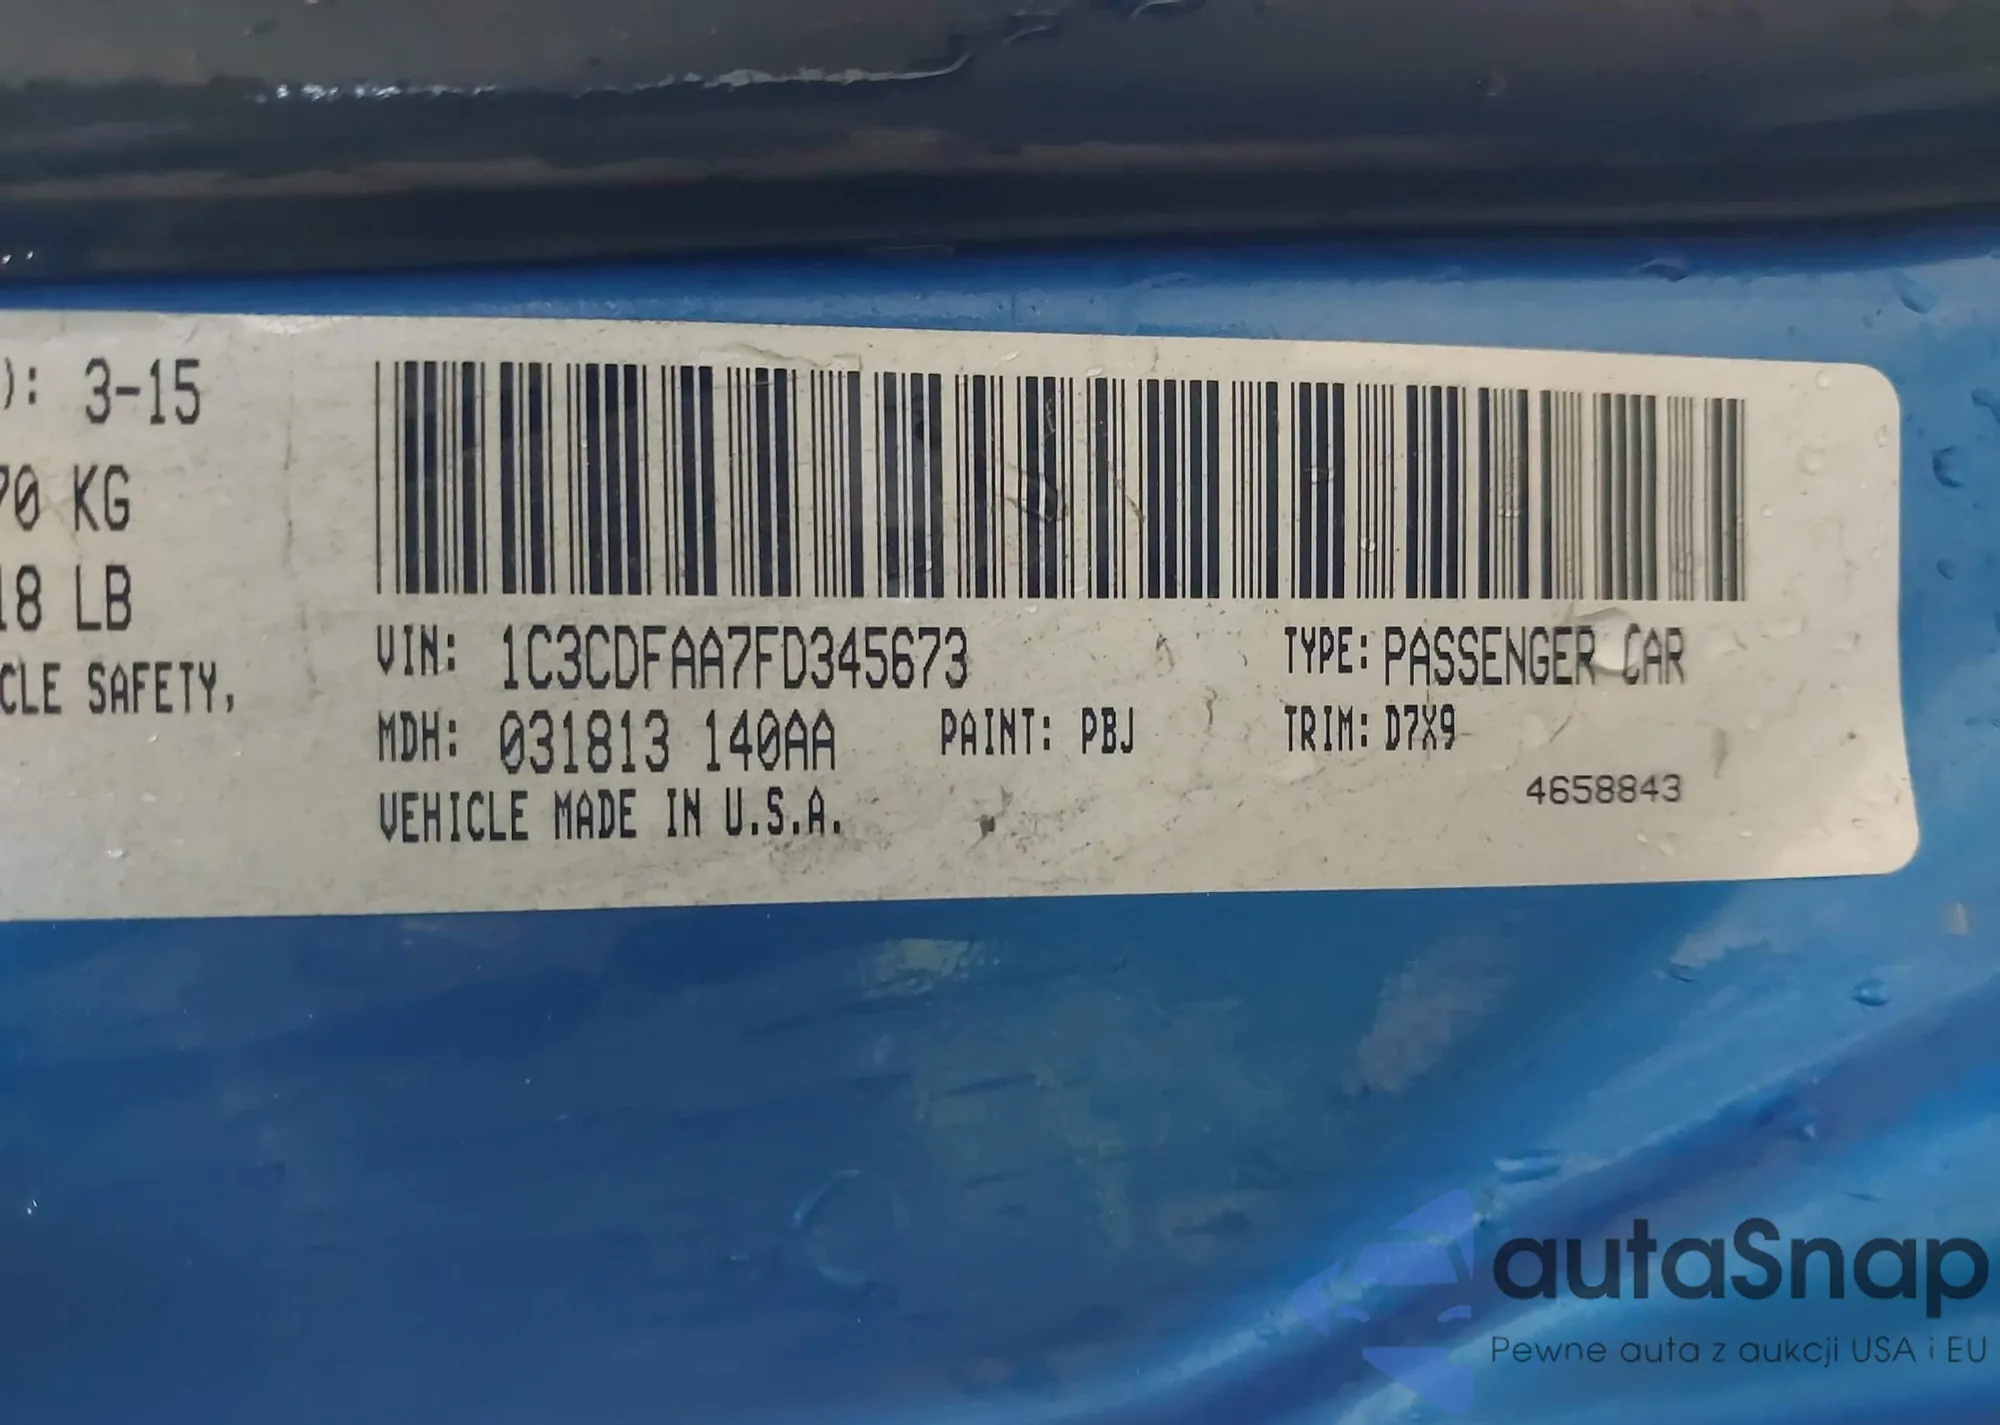 ): 3-15
70 KG
18 LB
CLE SAFETY,
VIN: 1C3CDFAA7FD345673
TYPE: PASSENGER CAR
MDH: 031813 140AA
PAINT: PBJ
TRIM: D7X9
VEHICLE MADE IN U.S.A.
4658843
autaSnap
Pewne auta z aukcji USA i EU